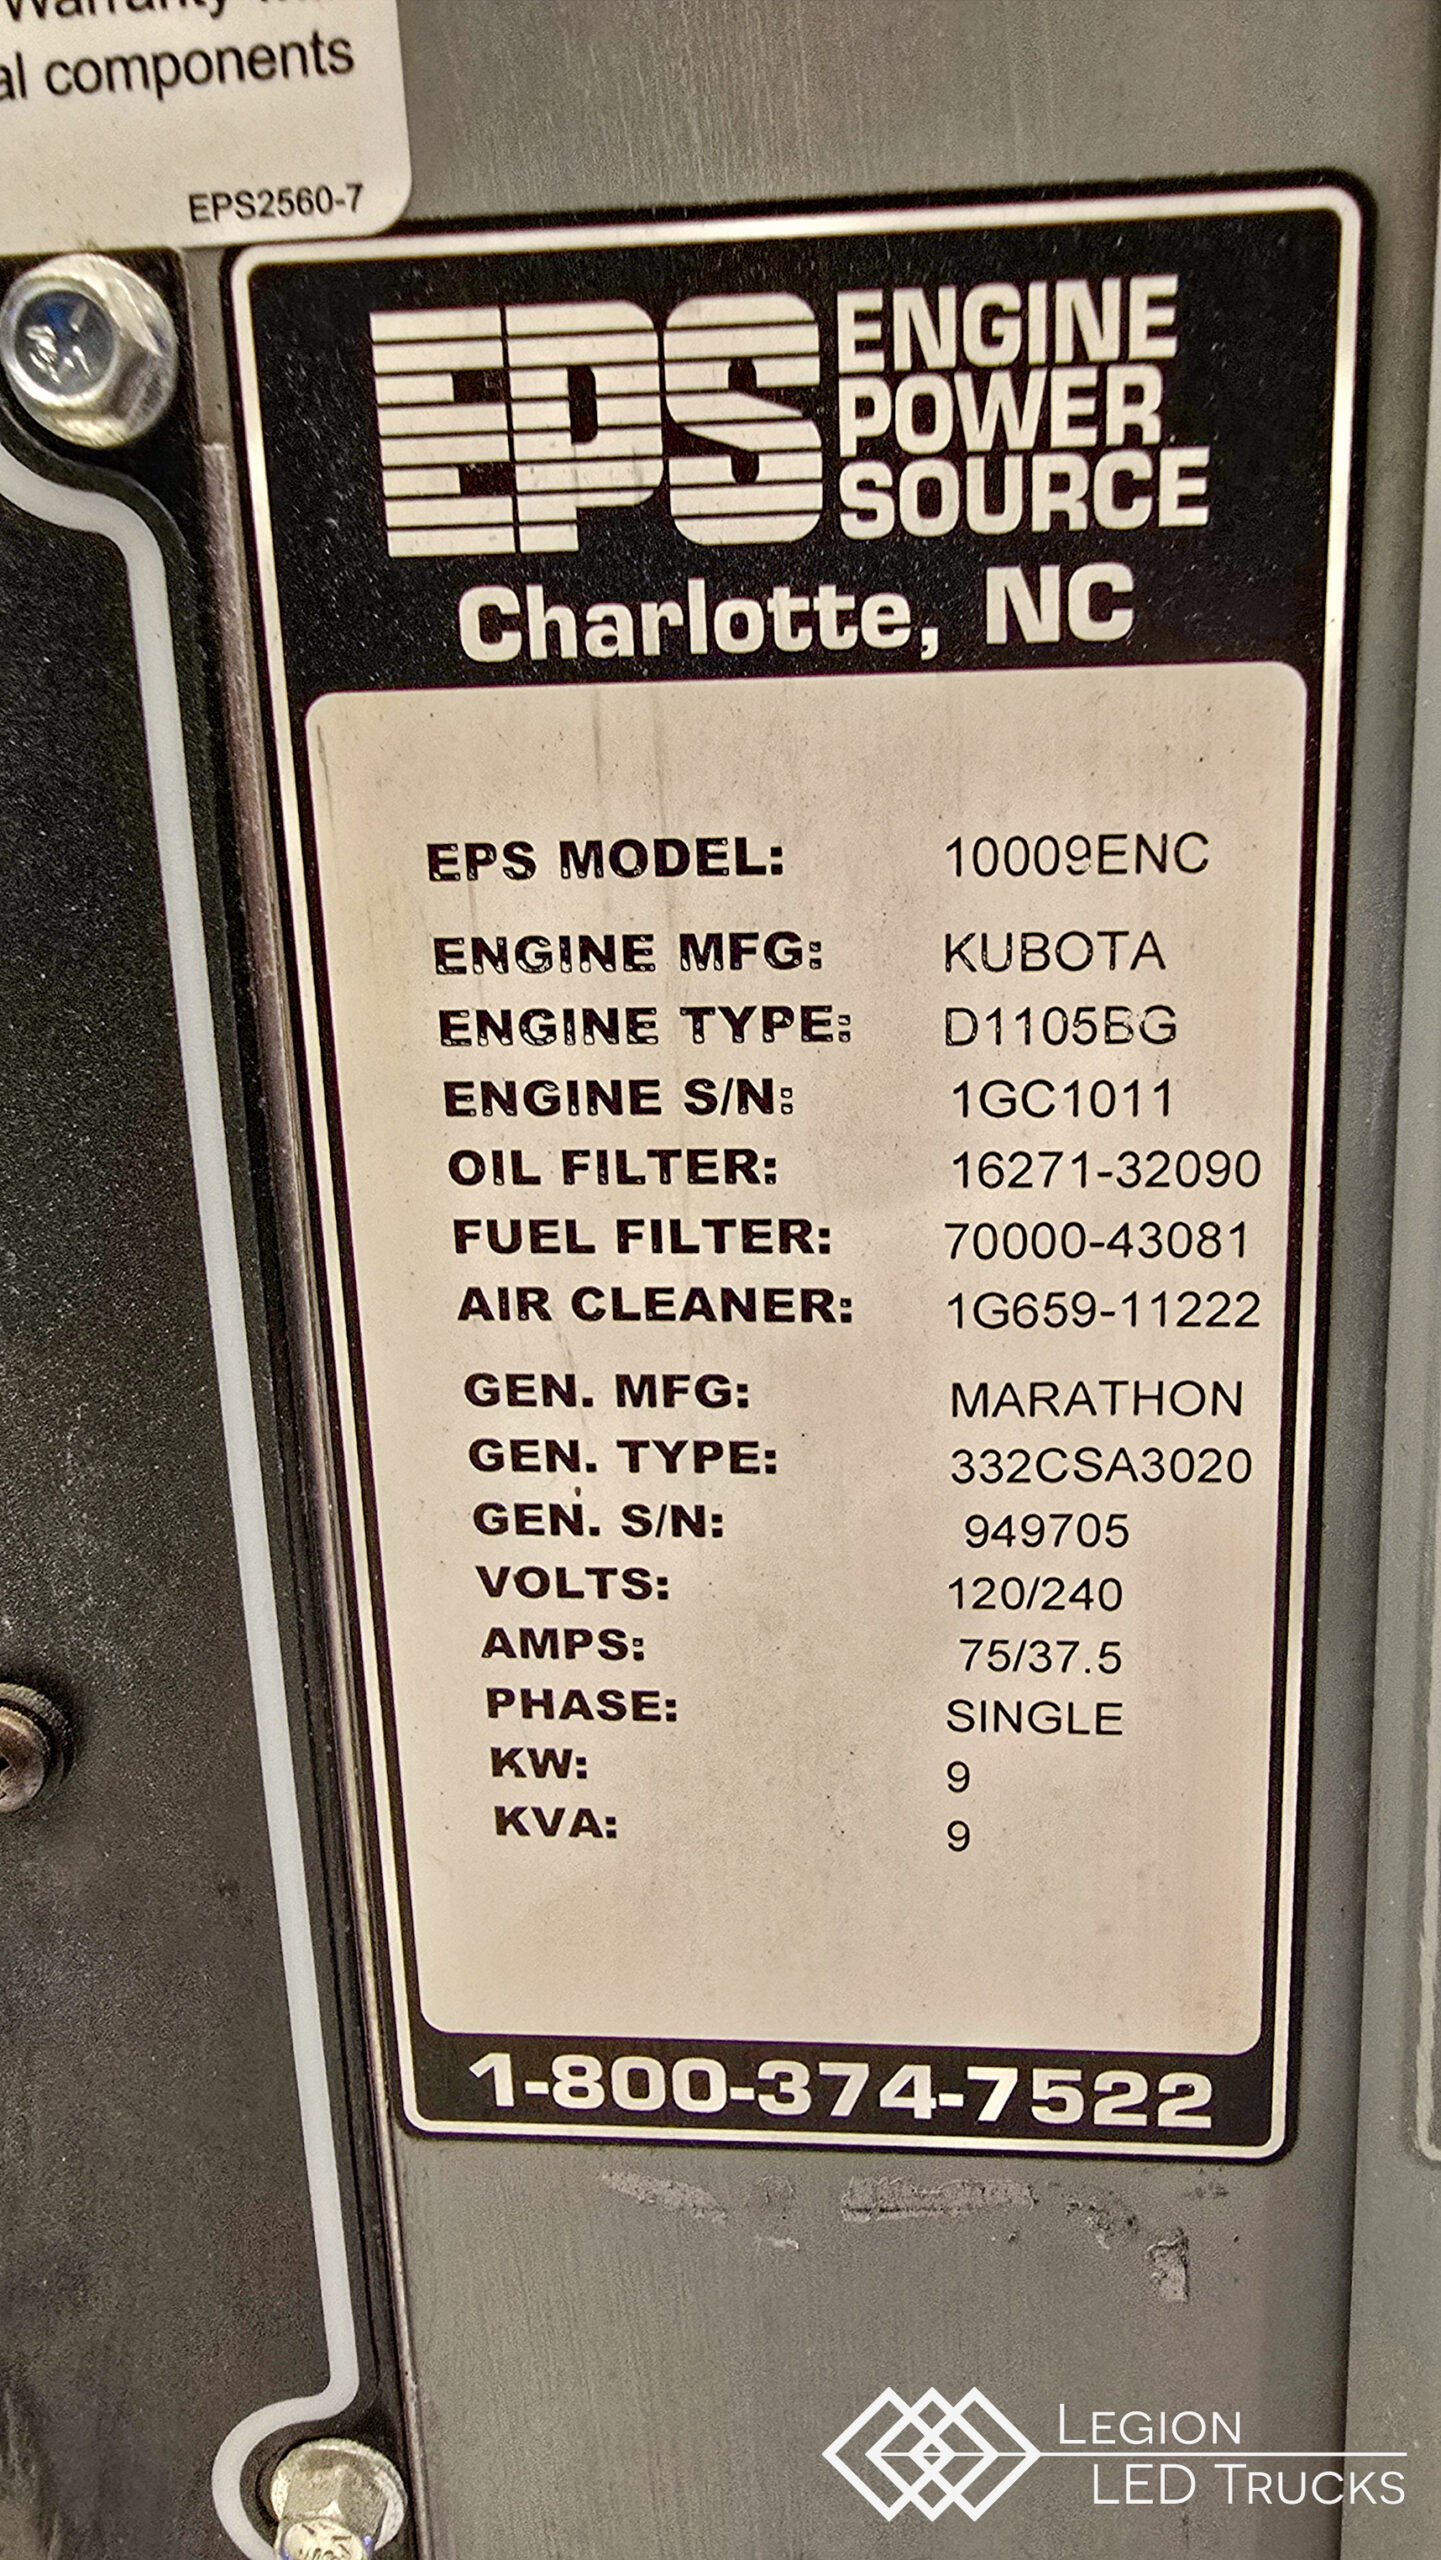 al components
EPS2560-7
EPS ENGINE
POWER
SOURCE
Charlotte, NC
EPS MODEL: 10009ENC
ENGINE MFG: KUBOTA
ENGINE TYPE: D1105BG
ENGINE S/N: 1GC1011
OIL FILTER: 16271-32090
FUEL FILTER: 70000-43081
AIR CLEANER: 1G659-11222
GEN. MFG: MARATHON
GEN. TYPE: 332CSA3020
GEN. S/N: 949705
VOLTS: 120/240
AMPS: 75/37.5
PHASE: SINGLE
KW: 9
KVA: 9
1-800-374-7522
LEGION
LED TRUCKS